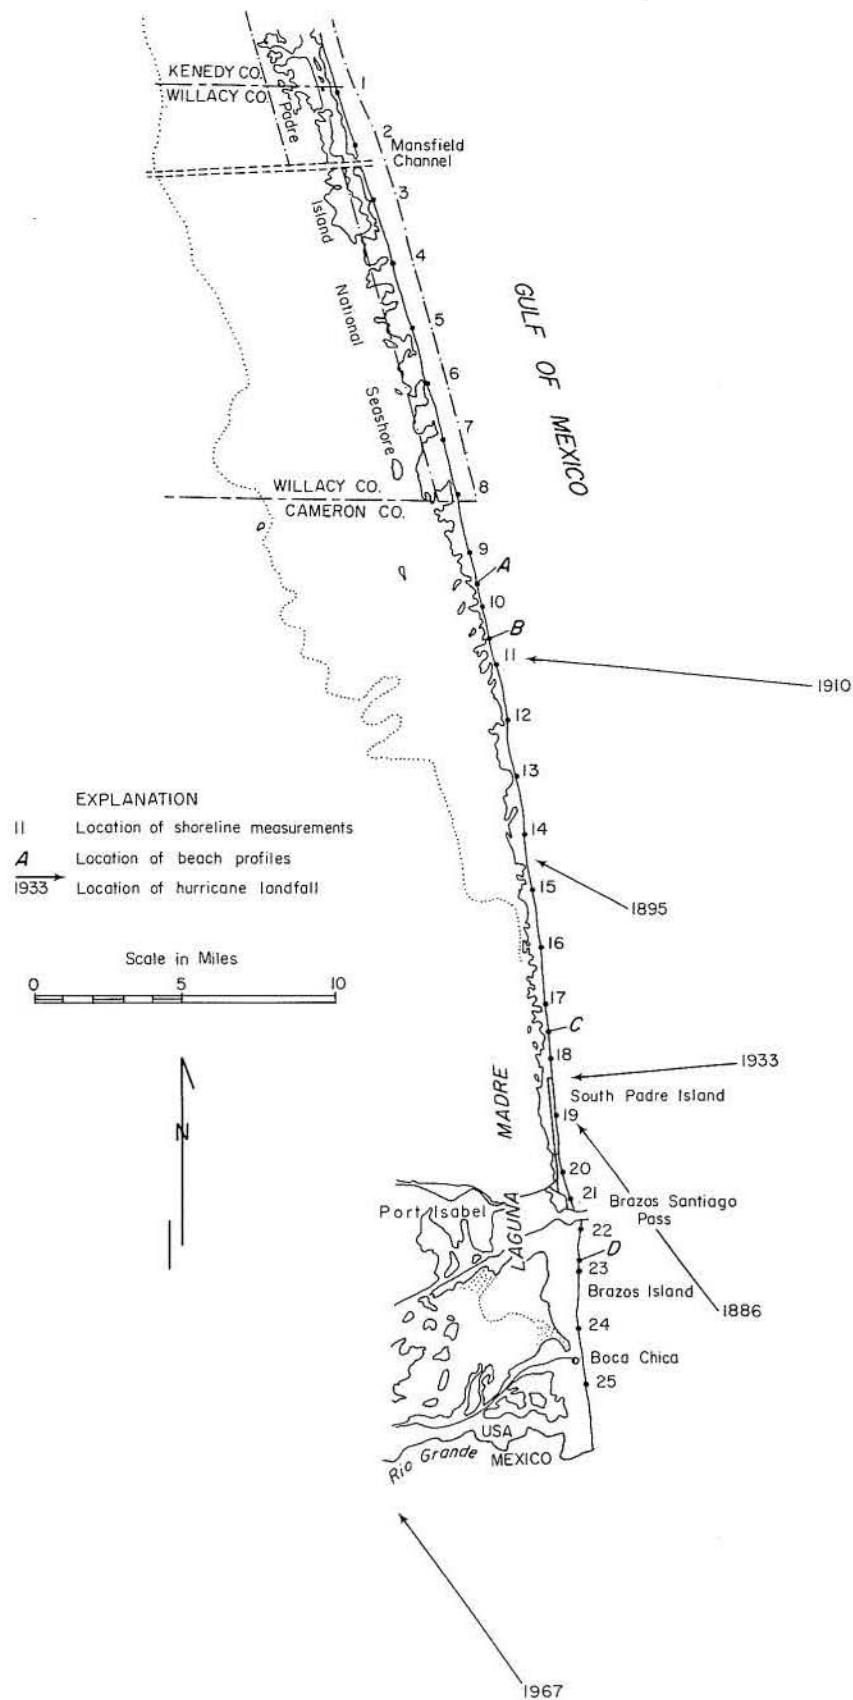 KENEDY CO.
WILLACY CO.
Padre
1
2
Mansfield
Channel
3
Island
4
National
5
GULF OF MEXICO
6
Seashore
7
WILLACY CO.
8
CAMERON CO.
9
A
10
B
11
1910
12
13
EXPLANATION
11 Location of shoreline measurements
14
A Location of beach profiles
1933 Location of hurricane landfall
15
1895
16
Scale in Miles
0 5 10
17
C
18
1933
MADRE
South Padre Island
N
19
20
21
Brazos Santiago
Pass
Port Isabel
22
LAGUNA
D
23
Brazos Island
1886
24
Boca Chica
25
USA
Rio Grande
MEXICO
1967